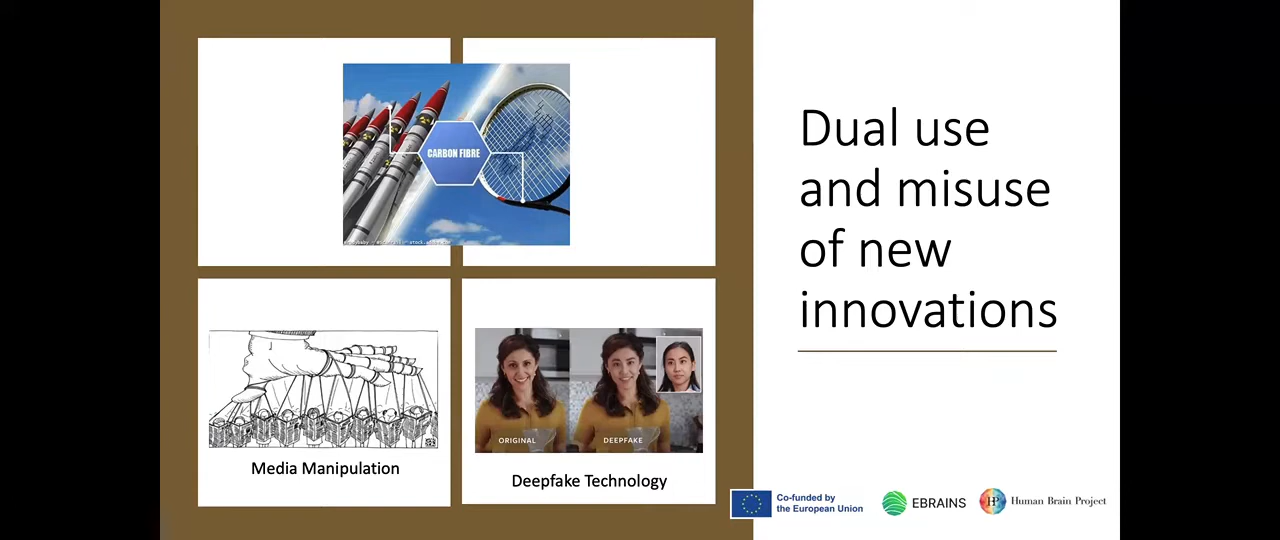 CARBON FIBRE
Media Manipulation
ORIGINAL
DEEPFAKE
Deepfake Technology
Dual use
and misuse
of new
innovations
Co-funded by
the European Union
EBRAINS
HP
Human Brain Project